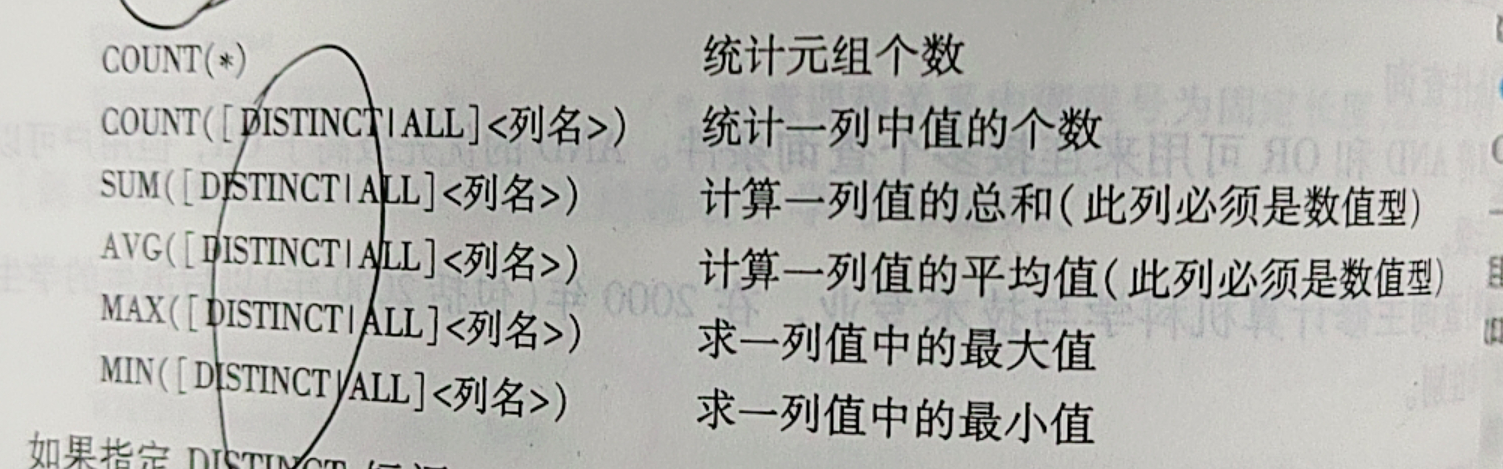 COUNT(*) 统计元组个数
COUNT([DISTINCT|ALL]<列名>) 统计一列中值的个数
SUM([DISTINCT|ALL]<列名>) 计算一列值的总和(此列必须是数值型)
AVG([DISTINCT|ALL]<列名>) 计算一列值的平均值(此列必须是数值型)
MAX([DISTINCT|ALL]<列名>) 求一列值中的最大值
MIN([DISTINCT|ALL]<列名>) 求一列值中的最小值
如果指定 DISTINCT